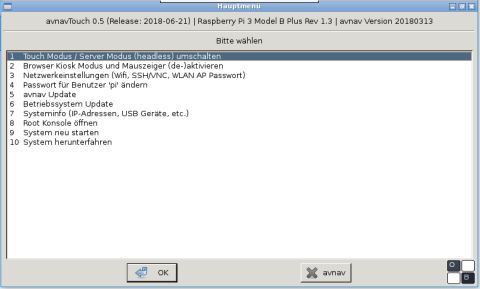 Hauptmenü
avnavTouch 0.5 (Release: 2018-06-21) | Raspberry Pi 3 Model B Plus Rev 1.3 | avnav Version 20180313
Bitte wählen
1 Touch Modus / Server Modus (headless) umschalten
2 Browser Kiosk Modus und Mauszeiger (de-)aktivieren
3 Netzwerkeinstellungen (Wifi, SSH/VNC, WLAN AP Passwort)
4 Passwort für Benutzer 'pi' ändern
5 avnav Update
6 Betriebssystem Update
7 Systeminfo (IP-Adressen, USB Geräte, etc.)
8 Root Konsole öffnen
9 System neu starten
10 System herunterfahren
OK
avnav